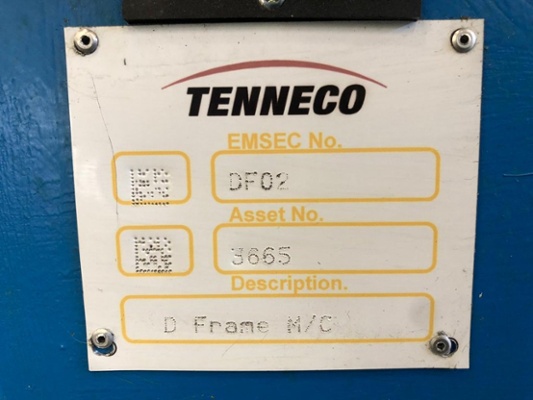 TENNECO
EMSEC No.
DF02
Asset No.
3665
Description.
D Frame M/C